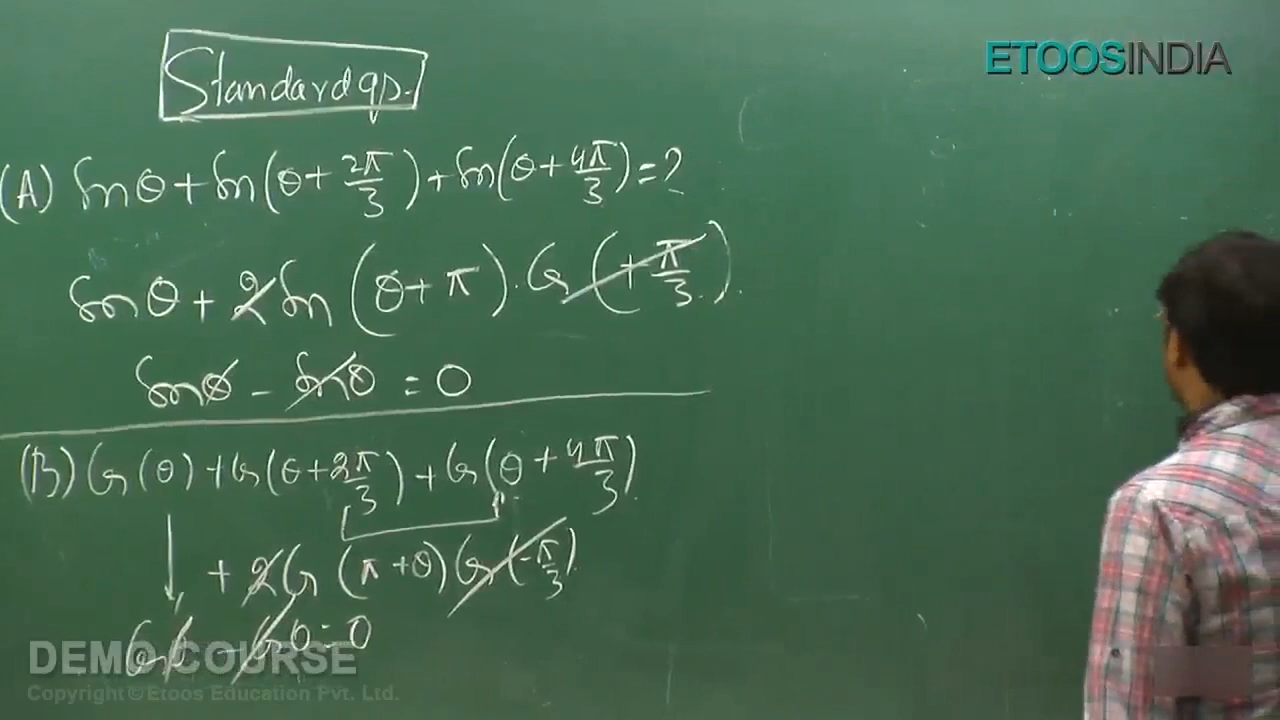 Standard qs.
ETOOSINDIA
(A) Sinθ + Sin(θ + 2π/3) + Sin(θ + 4π/3) = ?
Sinθ + 2Sin(θ + π) . Cos(+π/3).
Sinθ - Sinθ = 0
(B) Cos(θ) + Cos(θ + 2π/3) + Cos(θ + 4π/3)
+ 2Cos(π + θ) Cos(-π/3).
Cosθ - Cosθ = 0
DEMO COURSE
Copyright © Etoos Education Pvt. Ltd.